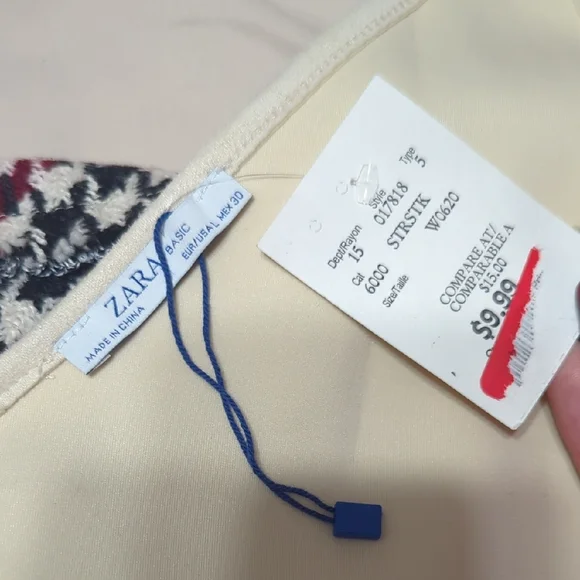 ZARA
BASIC
EUR/USAL MEX 30
MADE IN CHINA
Dept/Rayon Style Type
15 017818 5
Cat STRSTK
6000 W0620
Size/Taille
COMPARE AT/
COMPARABLE A
$15.00
$9.99